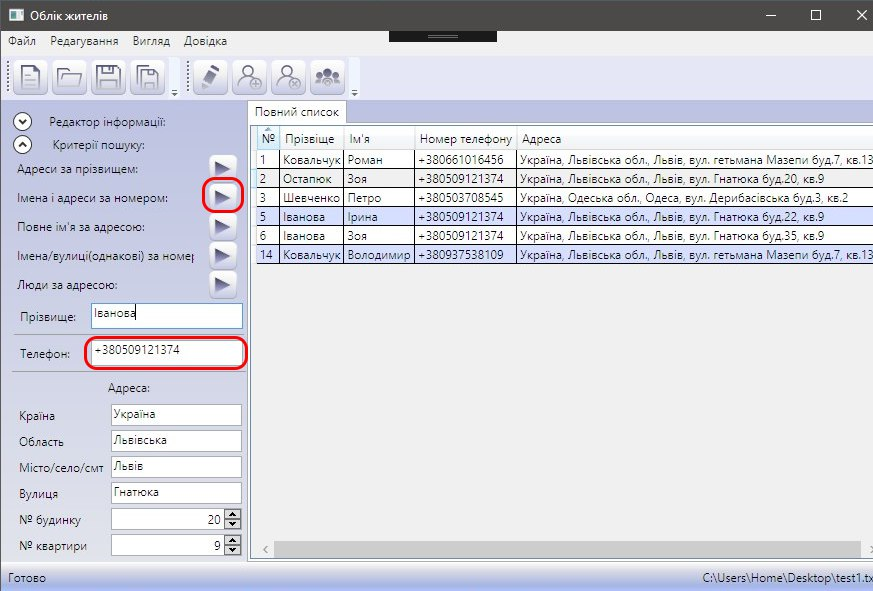 Облік жителів
Файл Редагування Вигляд Довідка
Редактор інформації:
Критерії пошуку:
Адреси за прізвищем:
Імена і адреси за номером:
Повне ім'я за адресою:
Імена/вулиці(однакові) за номер
Люди за адресою:
Прізвище: Іванова
Телефон: +380509121374
Адреса:
Країна Україна
Область Львівська
Місто/село/смт Львів
Вулиця Гнатюка
№ будинку 20
№ квартири 9
Повний список
№ Прізвіще Ім'я Номер телефону Адреса
1 Ковальчук Роман +380661016456 Україна, Львівська обл., Львів, вул. гетьмана Мазепи буд.7, кв.13
2 Остапюк Зоя +380509121374 Україна, Львівська обл., Львів, вул. Гнатюка буд.20, кв.9
3 Шевченко Петро +380503708545 Україна, Одеська обл., Одеса, вул. Дерибасівська буд.3, кв.2
5 Іванова Ірина +380509121374 Україна, Львівська обл., Львів, вул. Гнатюка буд.22, кв.9
6 Іванова Зоя +380509121374 Україна, Львівська обл., Львів, вул. Гнатюка буд.35, кв.9
14 Ковальчук Володимир +380937538109 Україна, Львівська обл., Львів, вул. гетьмана Мазепи буд.7, кв.13
Готово C:\Users\Home\Desktop\test1.tx